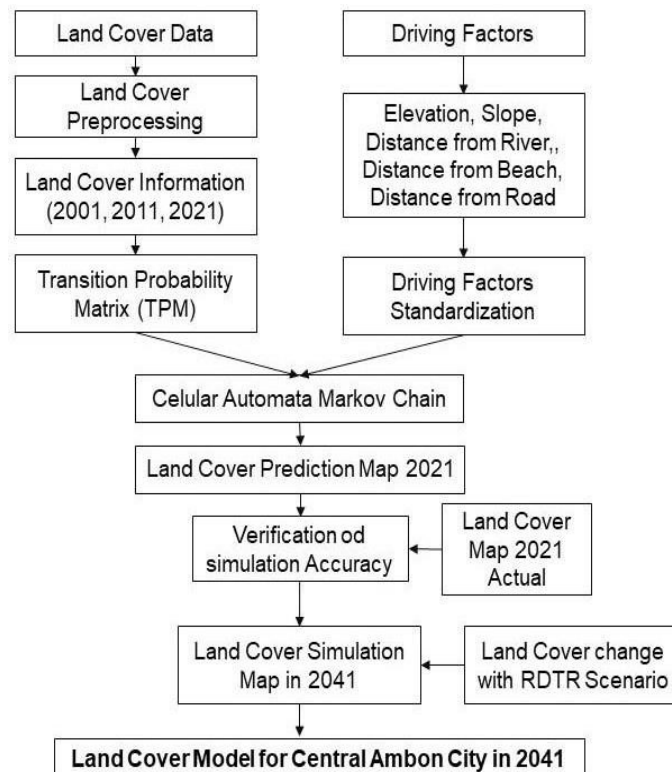 Land Cover Data
Driving Factors
Land Cover
Preprocessing
Elevation, Slope,
Distance from River,,
Distance from Beach,
Distance from Road
Land Cover Information
(2001, 2011, 2021)
Transition Probability
Matrix (TPM)
Driving Factors
Standardization
Celular Automata Markov Chain
Land Cover Prediction Map 2021
Verification od
simulation Accuracy
Land Cover
Map 2021
Actual
Land Cover Simulation
Map in 2041
Land Cover change
with RDTR Scenario
Land Cover Model for Central Ambon City in 2041